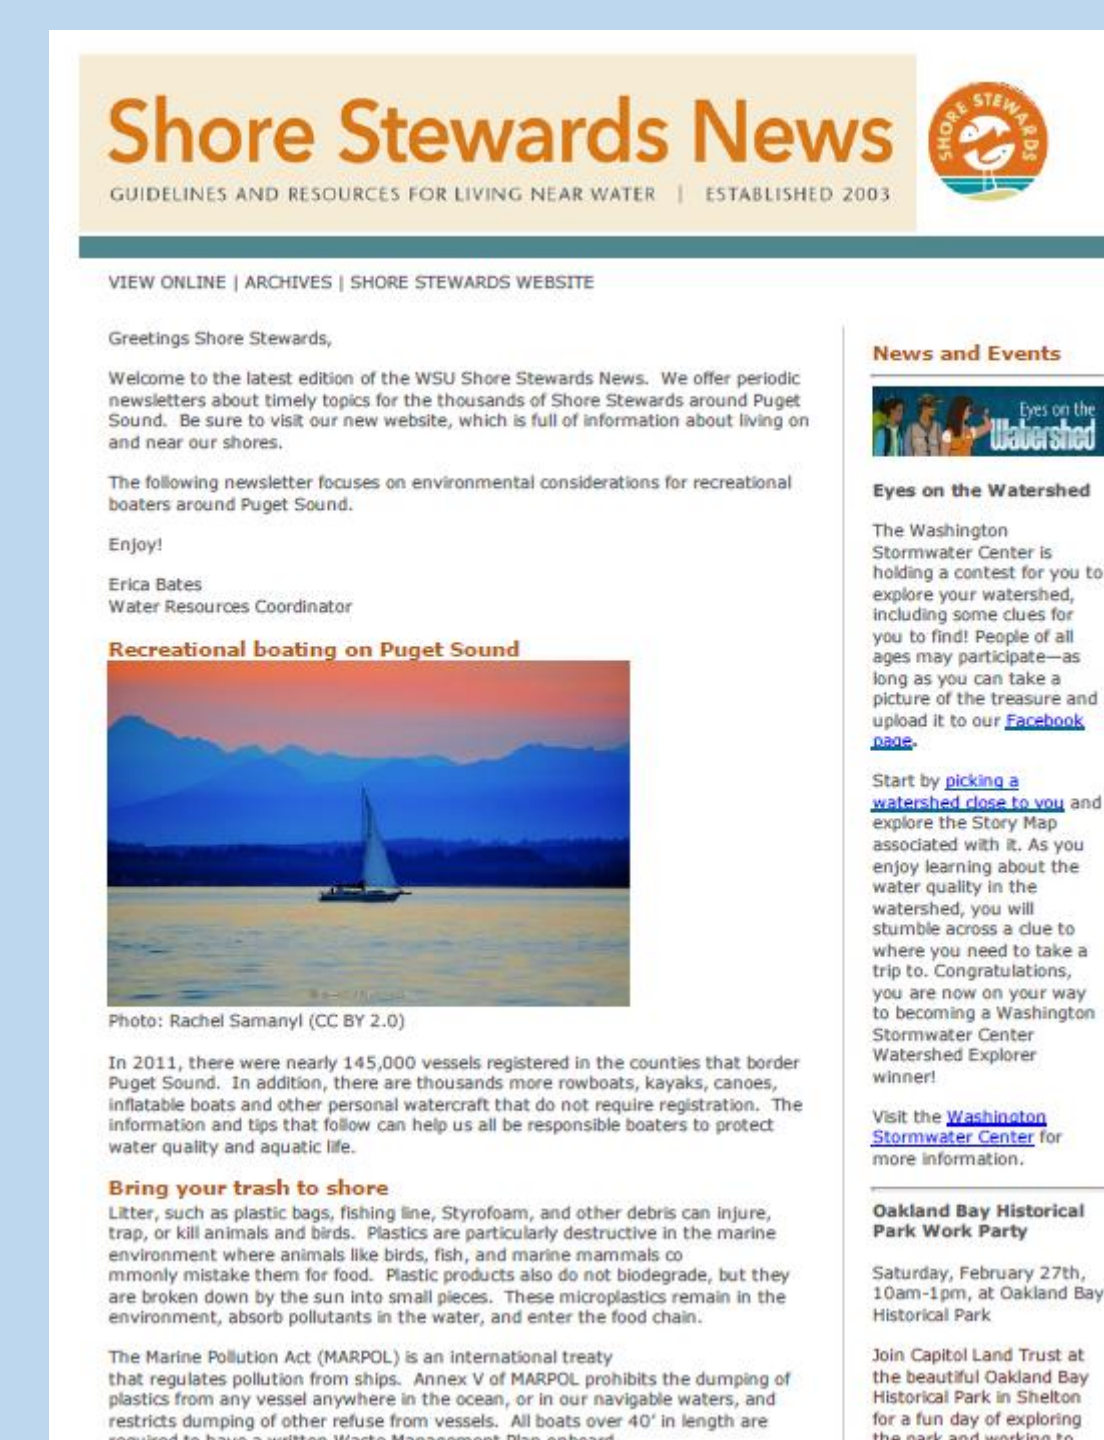 Shore Stewards News
GUIDELINES AND RESOURCES FOR LIVING NEAR WATER | ESTABLISHED 2003
SHORE STEWARDS
VIEW ONLINE | ARCHIVES | SHORE STEWARDS WEBSITE
Greetings Shore Stewards,
Welcome to the latest edition of the WSU Shore Stewards News. We offer periodic
newsletters about timely topics for the thousands of Shore Stewards around Puget
Sound. Be sure to visit our new website, which is full of information about living on
and near our shores.
The following newsletter focuses on environmental considerations for recreational
boaters around Puget Sound.
Enjoy!
Erica Bates
Water Resources Coordinator
Recreational boating on Puget Sound
Photo: Rachel Samanyl (CC BY 2.0)
In 2011, there were nearly 145,000 vessels registered in the counties that border
Puget Sound. In addition, there are thousands more rowboats, kayaks, canoes,
inflatable boats and other personal watercraft that do not require registration. The
information and tips that follow can help us all be responsible boaters to protect
water quality and aquatic life.
Bring your trash to shore
Litter, such as plastic bags, fishing line, Styrofoam, and other debris can injure,
trap, or kill animals and birds. Plastics are particularly destructive in the marine
environment where animals like birds, fish, and marine mammals co
mmonly mistake them for food. Plastic products also do not biodegrade, but they
are broken down by the sun into small pieces. These microplastics remain in the
environment, absorb pollutants in the water, and enter the food chain.
The Marine Pollution Act (MARPOL) is an international treaty
that regulates pollution from ships. Annex V of MARPOL prohibits the dumping of
plastics from any vessel anywhere in the ocean, or in our navigable waters, and
restricts dumping of other refuse from vessels. All boats over 40' in length are
required to have a written Waste Management Plan onboard
News and Events
Eyes on the
Watershed
Eyes on the Watershed
The Washington
Stormwater Center is
holding a contest for you to
explore your watershed,
including some clues for
you to find! People of all
ages may participate—as
long as you can take a
picture of the treasure and
upload it to our Facebook
page.
Start by picking a
watershed close to you and
explore the Story Map
associated with it. As you
enjoy learning about the
water quality in the
watershed, you will
stumble across a clue to
where you need to take a
trip to. Congratulations,
you are now on your way
to becoming a Washington
Stormwater Center
Watershed Explorer
winner!
Visit the Washington
Stormwater Center for
more information.
Oakland Bay Historical
Park Work Party
Saturday, February 27th,
10am-1pm, at Oakland Bay
Historical Park
Join Capitol Land Trust at
the beautiful Oakland Bay
Historical Park in Shelton
for a fun day of exploring
the park and working to